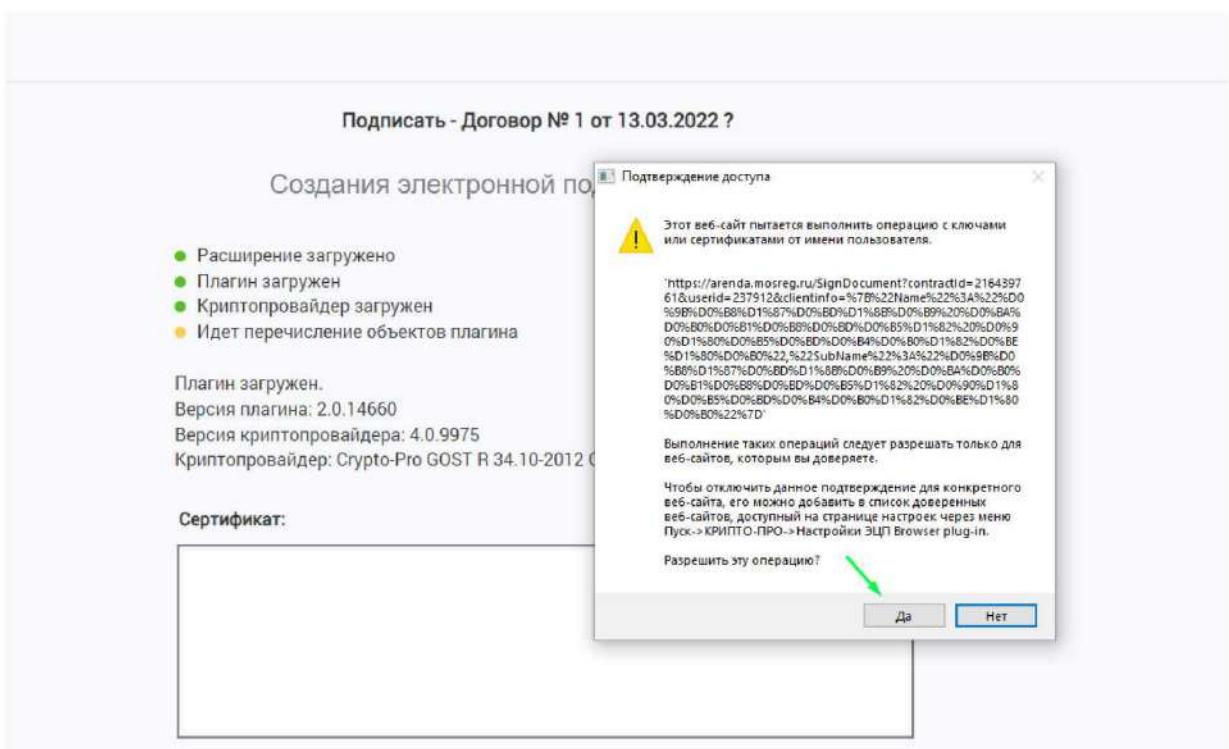 Подписать - Договор № 1 от 13.03.2022 ?
Создания электронной по
Расширение загружено
Плагин загружен
Криптопровайдер загружен
Идет перечисление объектов плагина
Плагин загружен.
Версия плагина: 2.0.14660
Версия криптопровайдера: 4.0.9975
Криптопровайдер: Crypto-Pro GOST R 34.10-2012
Сертификат:
Подтверждение доступа
Этот веб-сайт пытается выполнить операцию с ключами
или сертификатами от имени пользователя.
'https://arenda.mosreg.ru/SignDocument?contractId=2164397
61&userid=237912&clientinfo=%7B%22Name%22%3A%22%D0
%9B%D0%B8%D1%87%D0%BD%D1%8B%D0%B9%20%D0%BA%
D0%B0%D0%B1%D0%B8%D0%BD%D0%B5%D1%82%20%D0%9
0%D1%80%D0%B5%D0%BD%D0%B4%D0%B0%D1%82%D0%BE
%D1%80%D0%B0%22,%22SubName%22%3A%22%D0%9B%D0
%B8%D1%87%D0%BD%D1%8B%D0%B9%20%D0%BA%D0%B0%
D0%B1%D0%B8%D0%BD%D0%B5%D1%82%20%D0%90%D1%8
0%D0%B5%D0%BD%D0%B4%D0%B0%D1%82%D0%BE%D1%80
%D0%B0%22%7D'
Выполнение таких операций следует разрешать только для
веб-сайтов, которым вы доверяете.
Чтобы отключить данное подтверждение для конкретного
веб-сайта, его можно добавить в список доверенных
веб-сайтов, доступный на странице настроек через меню
Пуск->КРИПТО-ПРО->Настройки ЭЦП Browser plug-in.
Разрешить эту операцию?
Да
Нет